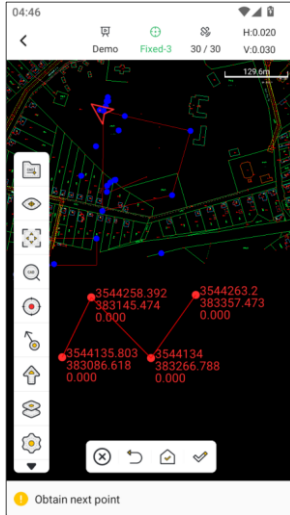 04:46
Demo
Fixed-3
30 / 30
H:0.020
V:0.030
129.6m
3544258.392
383145.474
0.000
3544263.2
383357.473
0.000
3544135.803
383086.618
0.000
3544134
383266.788
0.000
Obtain next point